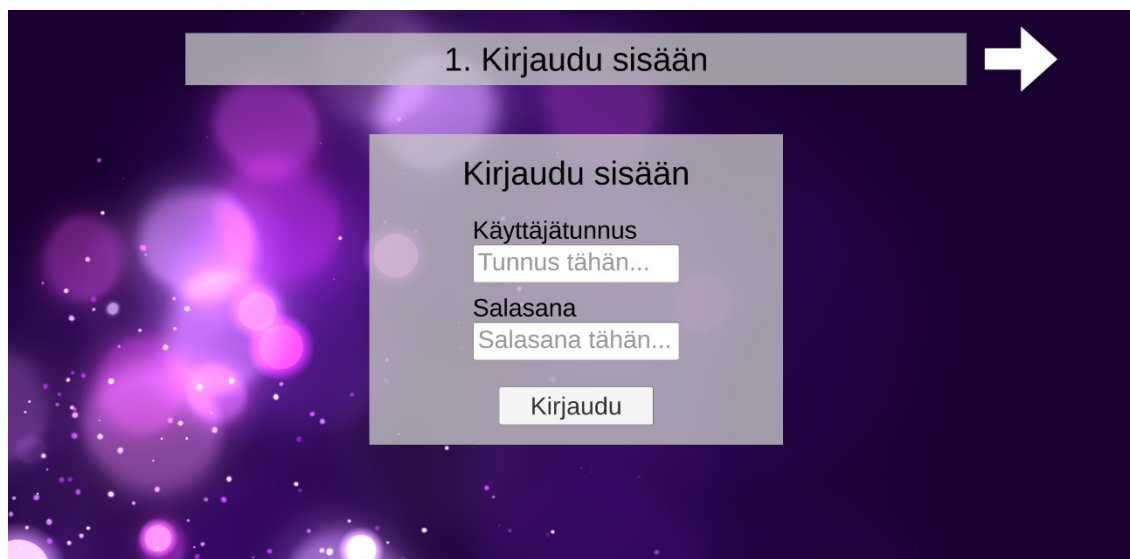 1. Kirjaudu sisään
Kirjaudu sisään
Käyttäjätunnus
Tunnus tähän...
Salasana
Salasana tähän...
Kirjaudu